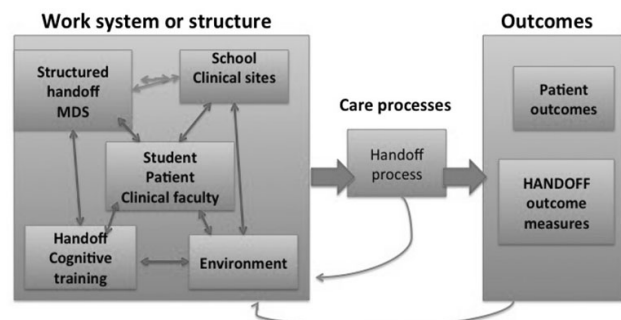 Work system or structure
Outcomes
Structured
handoff
MDS
School
Clinical sites
Student
Patient
Clinical faculty
Handoff
Cognitive
training
Environment
Care processes
Handoff
process
Patient
outcomes
HANDOFF
outcome
measures